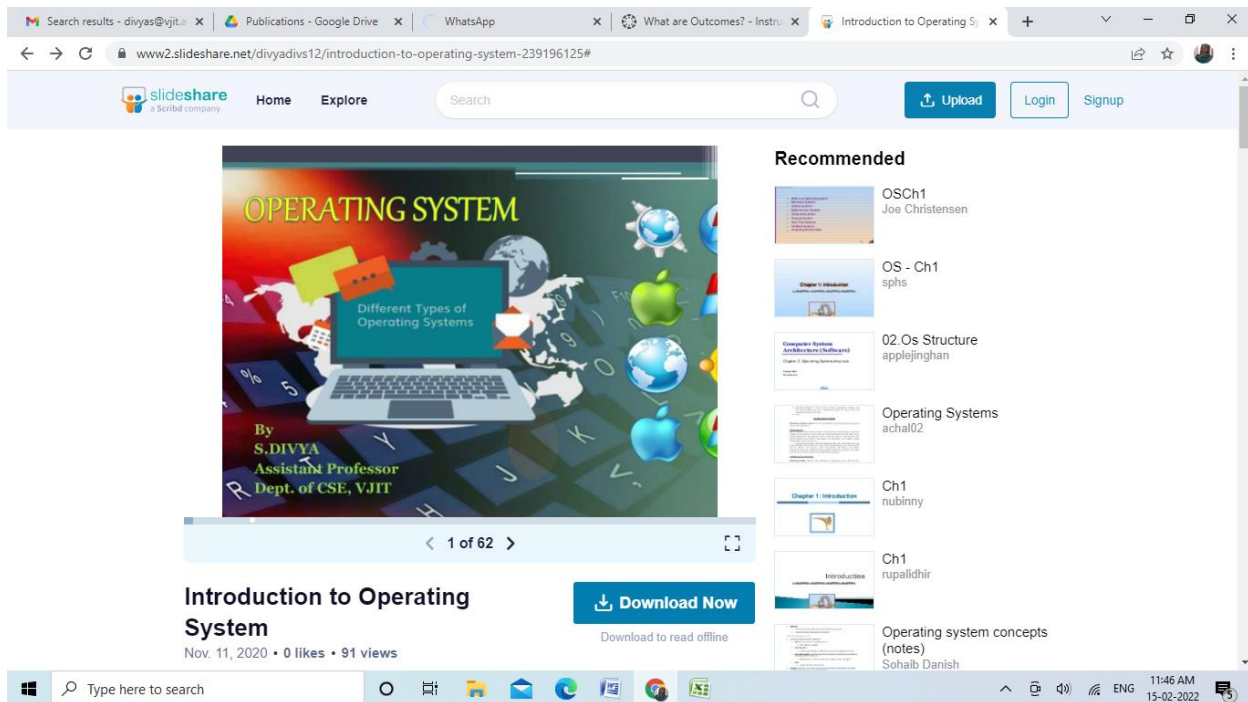 Search results - divyas@vjit.a
Publications - Google Drive
WhatsApp
What are Outcomes? - Instru
Introduction to Operating Sy
www2.slideshare.net/divyadivs12/introduction-to-operating-system-239196125#
slideshare
a Scribd company
Home
Explore
Search
Upload
Login
Signup
OPERATING SYSTEM
Different Types of
Operating Systems
By
S.DIVYA
Assistant Professor
Dept. of CSE, VJIT
1 of 62
Introduction to Operating
System
Nov. 11, 2020 • 0 likes • 91 views
Download Now
Download to read offline
Recommended
OSCh1
Joe Christensen
OS - Ch1
sphs
Chapter 1: Introduction
02.Os Structure
applejinghan
Computer System
Architecture (Software)
Operating Systems
achal02
Ch1
nubinny
Chapter 1: Introduction
Ch1
rupalidhir
Introduction
Operating system concepts
(notes)
Sohaib Danish
Type here to search
ENG
11:46 AM
15-02-2022
5